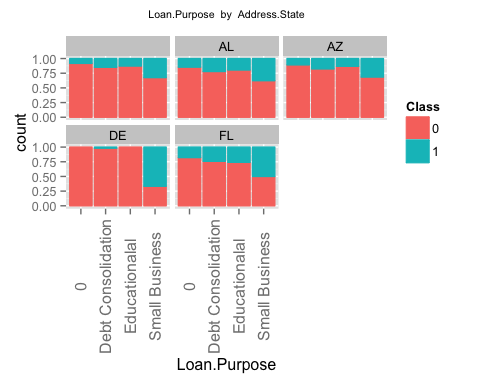 Loan.Purpose by Address.State
AL
AZ
1.00
0.75
0.50
0.25
0.00
DE
FL
1.00
0.75
0.50
0.25
0.00
count
0
Debt Consolidation
Educationalal
Small Business
0
Debt Consolidation
Educationalal
Small Business
Loan.Purpose
Class
0
1